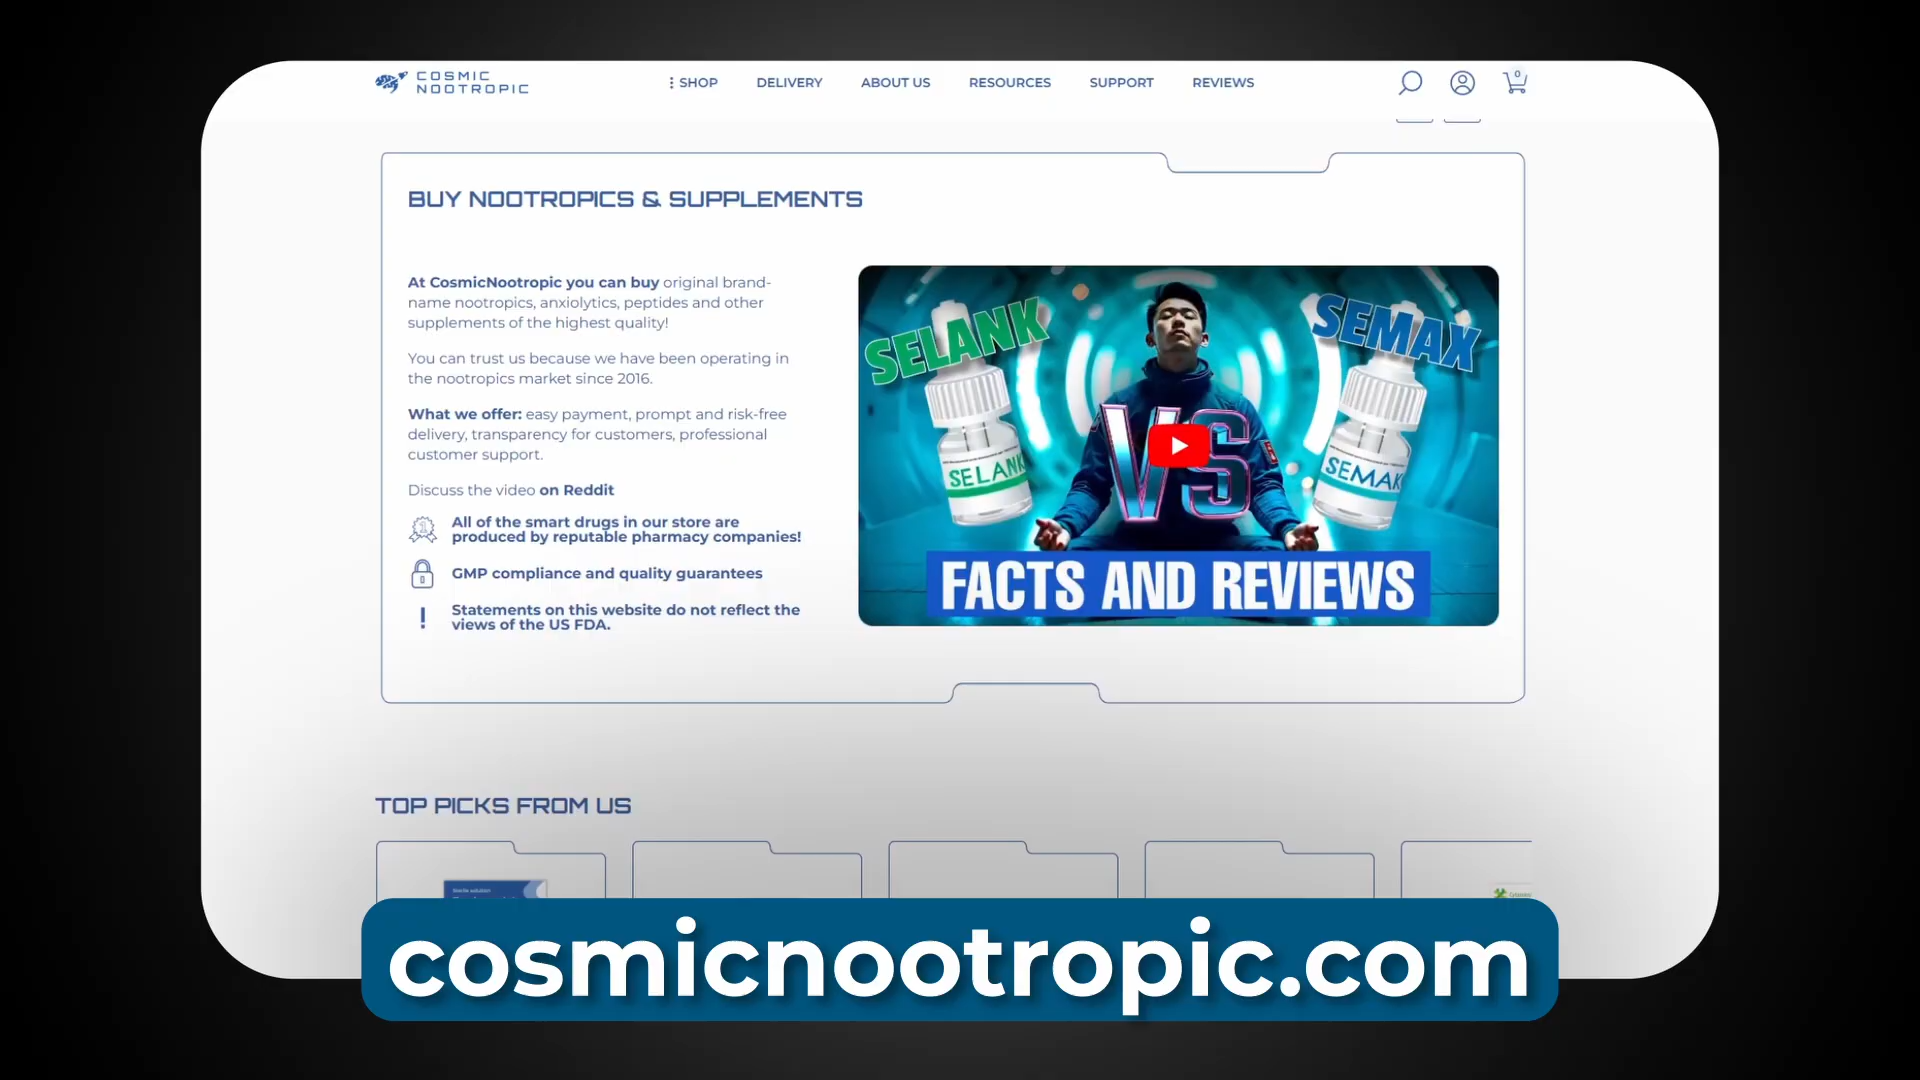 COSMIC
NOOTROPIC
SHOP
DELIVERY
ABOUT US
RESOURCES
SUPPORT
REVIEWS
0
BUY NOOTROPICS & SUPPLEMENTS
At CosmicNootropic you can buy original brand-
name nootropics, anxiolytics, peptides and other
supplements of the highest quality!
You can trust us because we have been operating in
the nootropics market since 2016.
What we offer: easy payment, prompt and risk-free
delivery, transparency for customers, professional
customer support.
Discuss the video on Reddit
1
All of the smart drugs in our store are
produced by reputable pharmacy companies!
GMP compliance and quality guarantees
Statements on this website do not reflect the
views of the US FDA.
SELANK
SEMAX
VS
SELANK
SEMAX
FACTS AND REVIEWS
TOP PICKS FROM US
cosmicnootropic.com